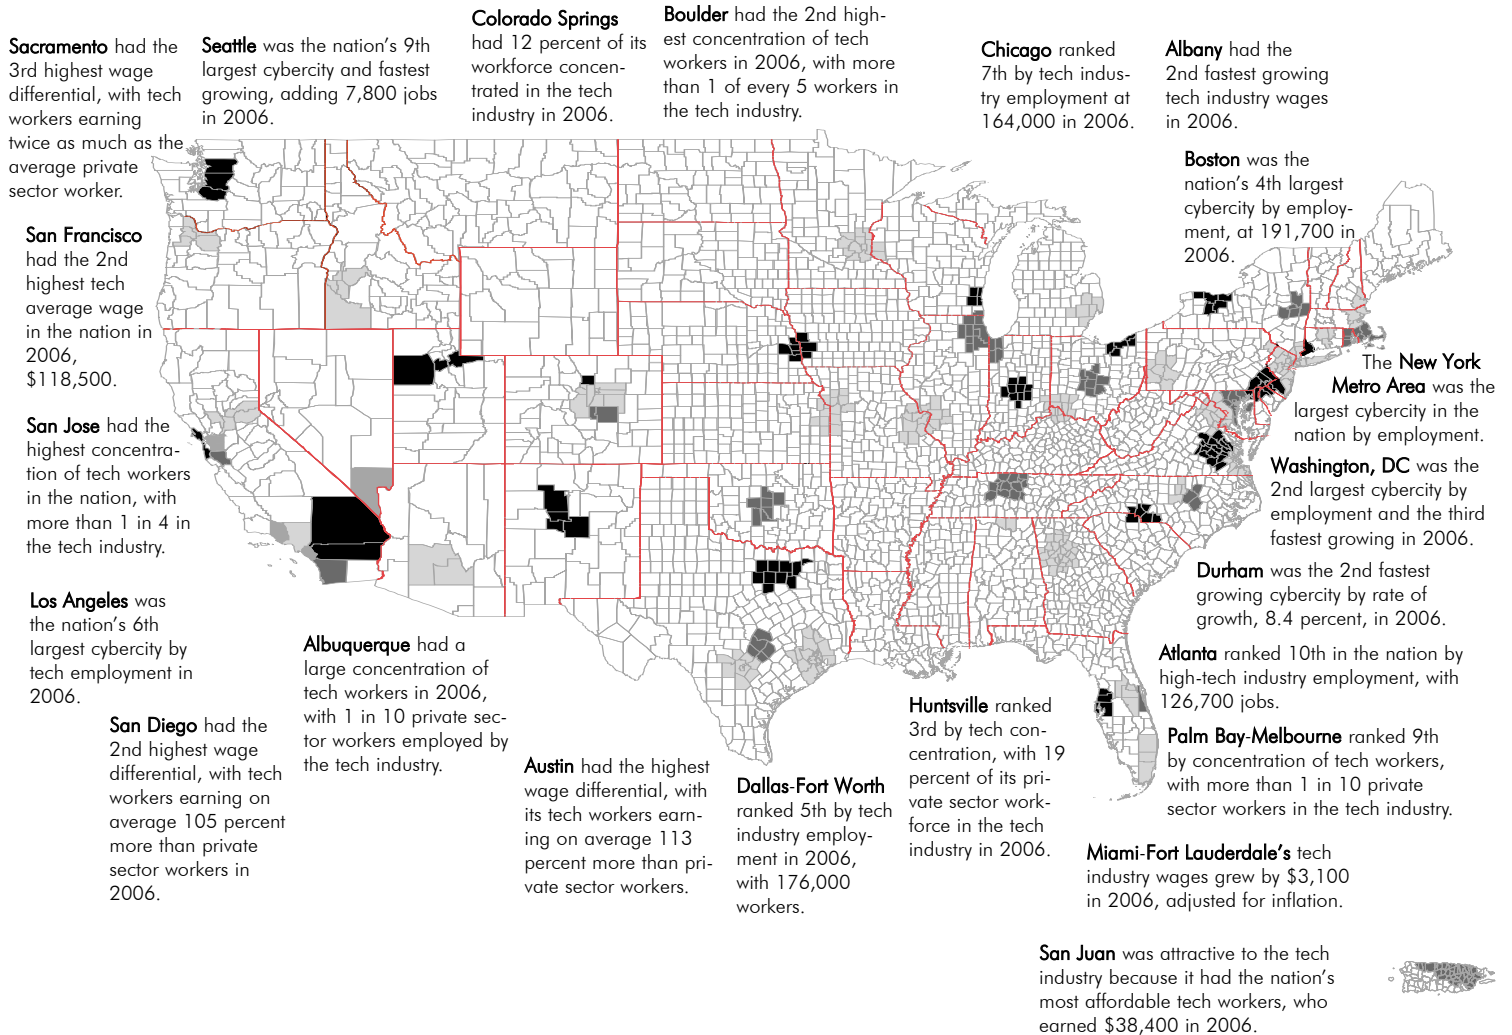 Sacramento had the
3rd highest wage
differential, with tech
workers earning
twice as much as the
average private
sector worker.
Seattle was the nation's 9th
largest cybercity and fastest
growing, adding 7,800 jobs
in 2006.
Colorado Springs
had 12 percent of its
workforce concen-
trated in the tech
industry in 2006.
Boulder had the 2nd high-
est concentration of tech
workers in 2006, with more
than 1 of every 5 workers in
the tech industry.
Chicago ranked
7th by tech indus-
try employment at
164,000 in 2006.
Albany had the
2nd fastest growing
tech industry wages
in 2006.
Boston was the
nation's 4th largest
cybercity by employ-
ment, at 191,700 in
2006.
San Francisco
had the 2nd
highest tech
average wage
in the nation in
2006,
$118,500.
The New York
Metro Area was the
largest cybercity in the
nation by employment.
San Jose had the
highest concentra-
tion of tech workers
in the nation, with
more than 1 in 4 in
the tech industry.
Washington, DC was the
2nd largest cybercity by
employment and the third
fastest growing in 2006.
Durham was the 2nd fastest
growing cybercity by rate of
growth, 8.4 percent, in 2006.
Los Angeles was
the nation's 6th
largest cybercity by
tech employment in
2006.
Albuquerque had a
large concentration of
tech workers in 2006,
with 1 in 10 private sec-
tor workers employed by
the tech industry.
Atlanta ranked 10th in the nation by
high-tech industry employment, with
126,700 jobs.
San Diego had the
2nd highest wage
differential, with tech
workers earning on
average 105 percent
more than private
sector workers in
2006.
Austin had the highest
wage differential, with
its tech workers earn-
ing on average 113
percent more than pri-
vate sector workers.
Dallas-Fort Worth
ranked 5th by tech
industry employ-
ment in 2006,
with 176,000
workers.
Huntsville ranked
3rd by tech con-
centration, with 19
percent of its pri-
vate sector work-
force in the tech
industry in 2006.
Palm Bay-Melbourne ranked 9th
by concentration of tech workers,
with more than 1 in 10 private
sector workers in the tech industry.
Miami-Fort Lauderdale's tech
industry wages grew by $3,100
in 2006, adjusted for inflation.
San Juan was attractive to the tech
industry because it had the nation's
most affordable tech workers, who
earned $38,400 in 2006.